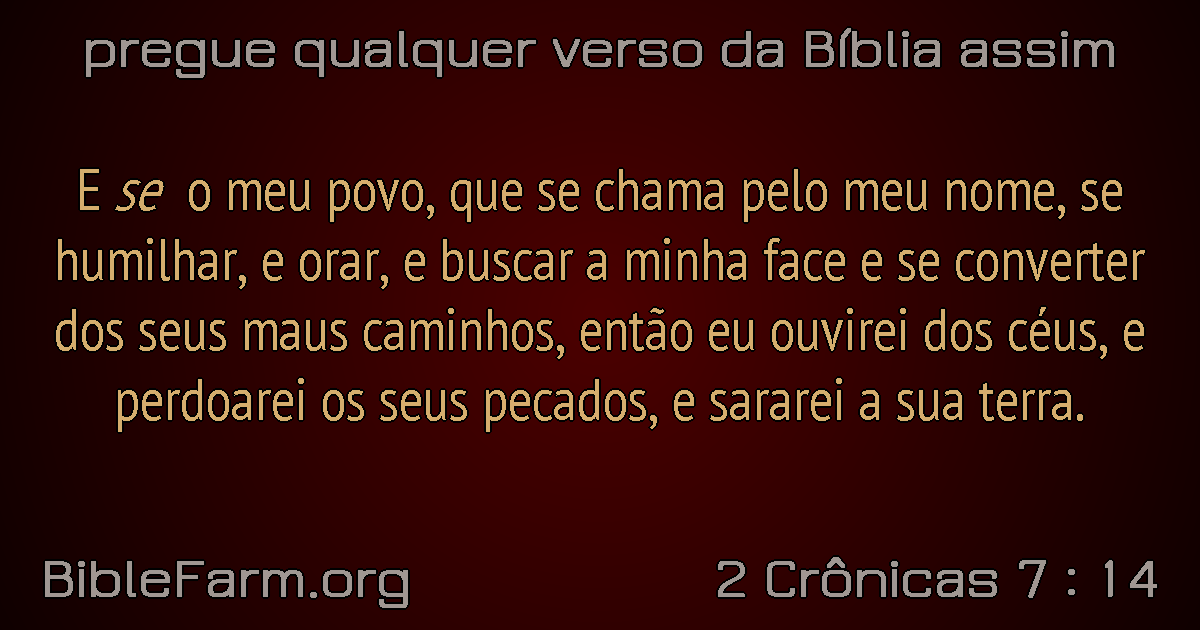 pregue qualquer verso da Bíblia assim
E se o meu povo, que se chama pelo meu nome, se
humilhar, e orar, e buscar a minha face e se converter
dos seus maus caminhos, então eu ouvirei dos céus, e
perdoarei os seus pecados, e sararei a sua terra.
BibleFarm.org
2 Crônicas 7 : 14